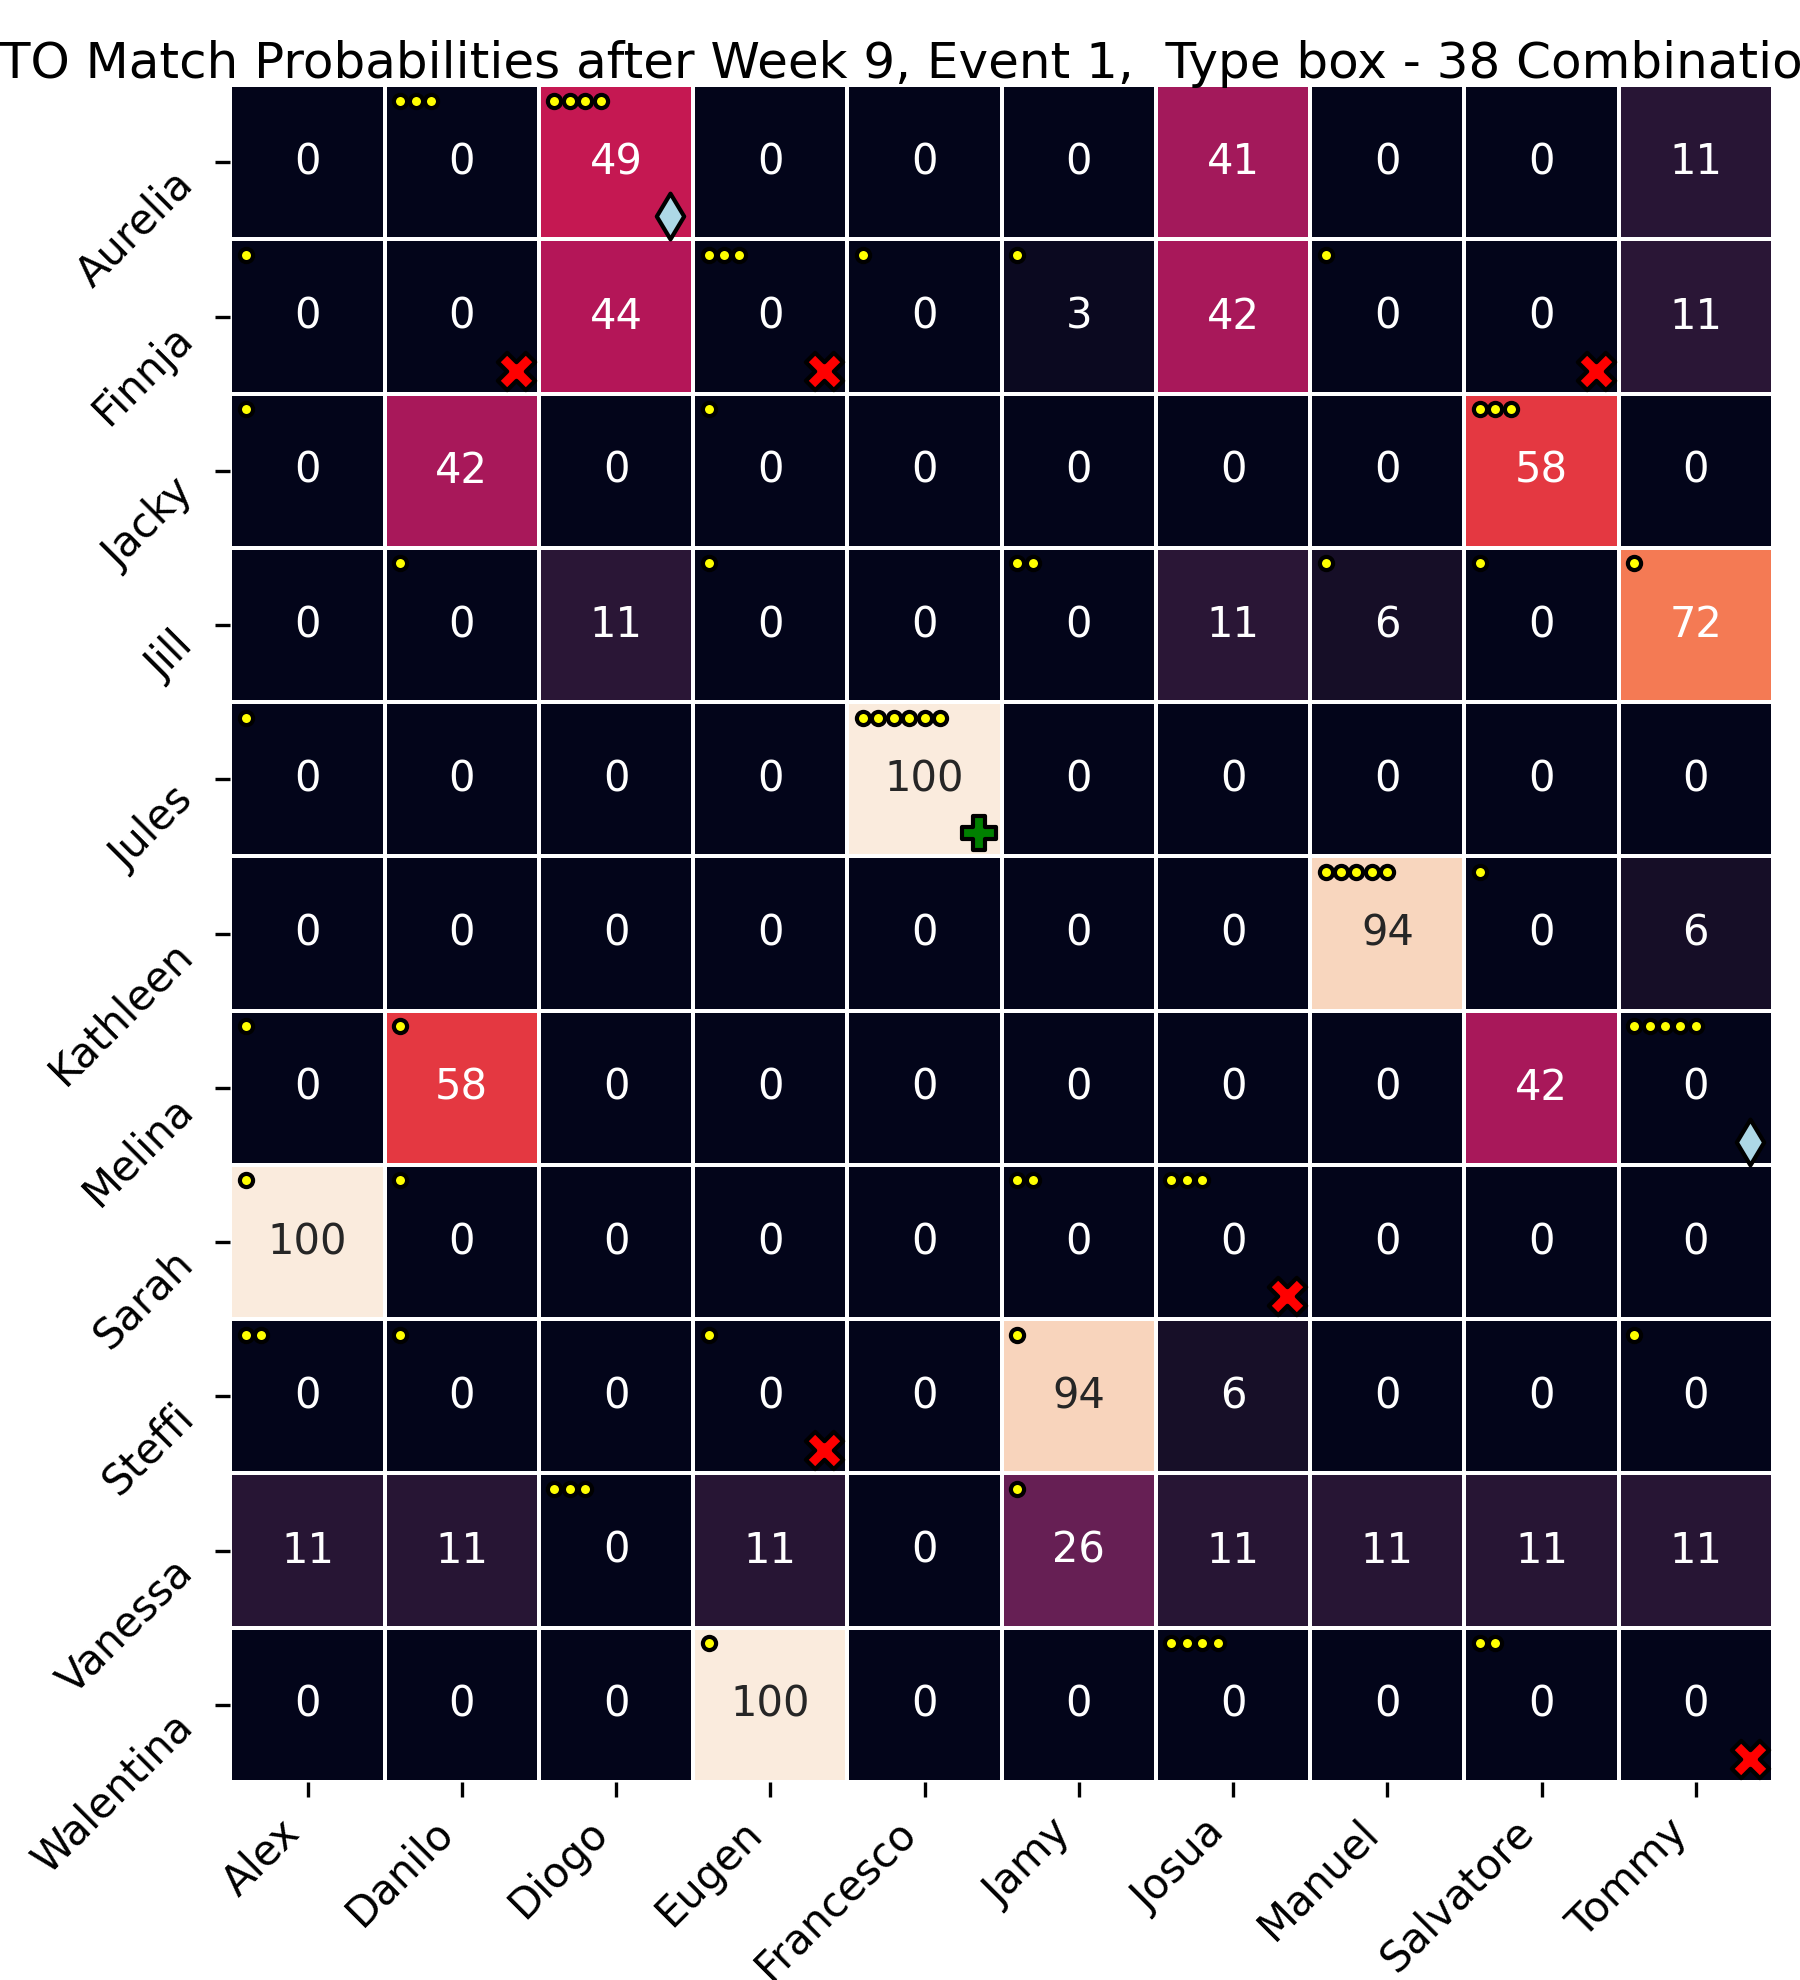 TO Match Probabilities after Week 9, Event 1, Type box - 38 Combinatio
Aurelia 0 0 49 0 0 0 41 0 0 11
Finnja 0 0 44 0 0 3 42 0 0 11
Jacky 0 42 0 0 0 0 0 0 58 0
Jill 0 0 11 0 0 0 11 6 0 72
Jules 0 0 0 0 100 0 0 0 0 0
Kathleen 0 0 0 0 0 0 0 94 0 6
Melina 0 58 0 0 0 0 0 0 42 0
Sarah 100 0 0 0 0 0 0 0 0 0
Steffi 0 0 0 0 0 94 6 0 0 0
Vanessa 11 11 0 11 0 26 11 11 11 11
Walentina 0 0 0 100 0 0 0 0 0 0
Alex Danilo Diogo Eugen Francesco Jamy Josua Manuel Salvatore Tommy